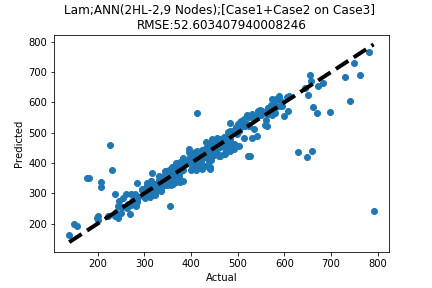 Lam;ANN(2HL-2,9 Nodes);[Case1+Case2 on Case3]
RMSE:52.603407940008246
800
700
600
500
400
300
200
Predicted
200 300 400 500 600 700 800
Actual